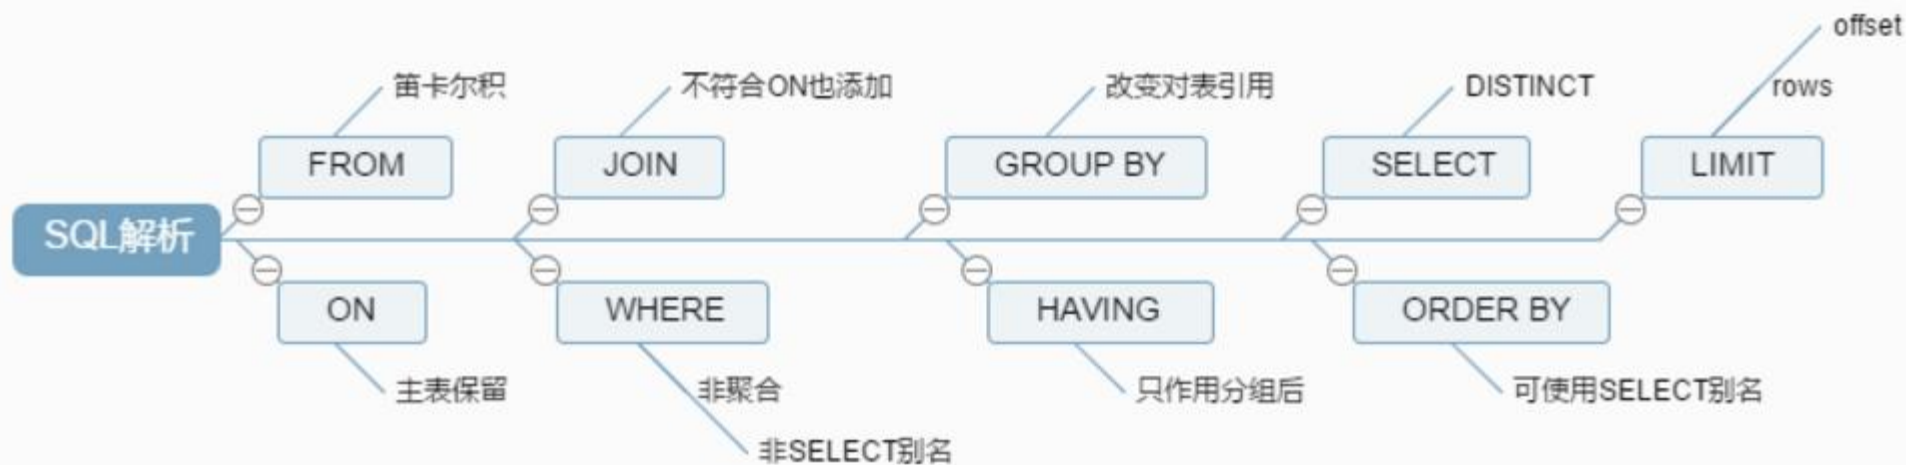 offset
笛卡尔积
不符合ON也添加
改变对表引用
DISTINCT
rows
FROM
JOIN
GROUP BY
SELECT
LIMIT
SQL解析
ON
WHERE
HAVING
ORDER BY
主表保留
非聚合
只作用分组后
可使用SELECT别名
非SELECT别名